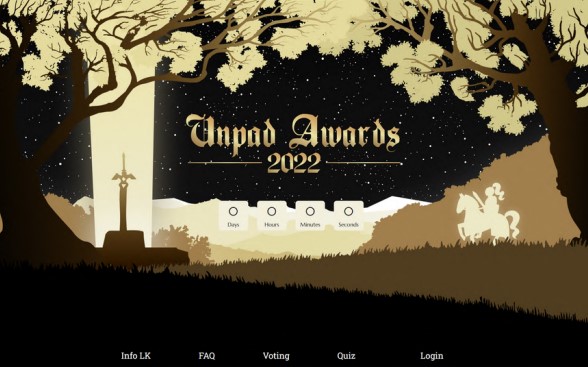 Unpad Awards
2022
0 0 0 0
Days Hours Minutes Seconds
Info LK FAQ Voting Quiz Login